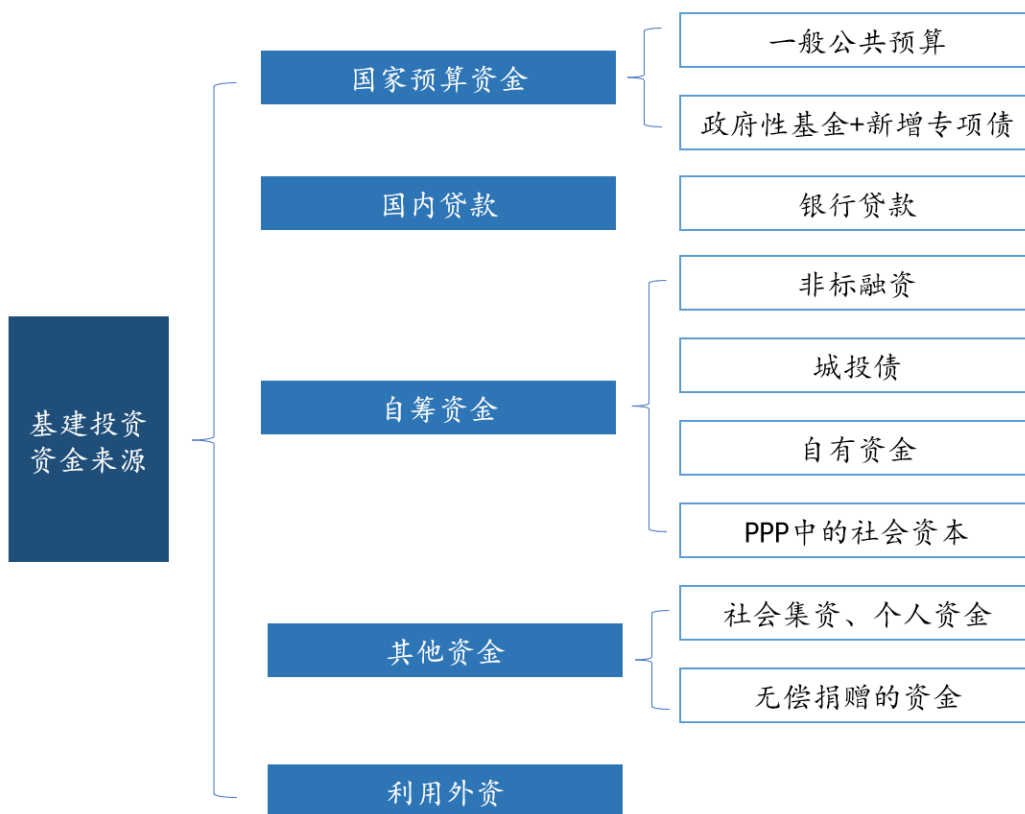 基建投资
资金来源
国家预算资金
一般公共预算
政府性基金+新增专项债
国内贷款
银行贷款
自筹资金
非标融资
城投债
自有资金
PPP中的社会资本
其他资金
社会集资、个人资金
无偿捐赠的资金
利用外资